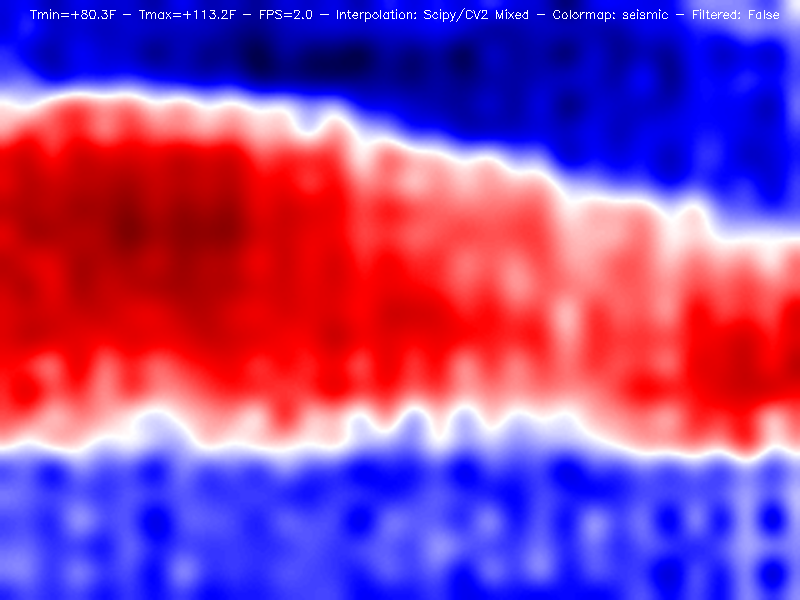 Tmin=+80.3F - Tmax=+113.2F - FPS=2.0 - Interpolation: Scipy/CV2 Mixed - Colormap: seismic - Filtered: False